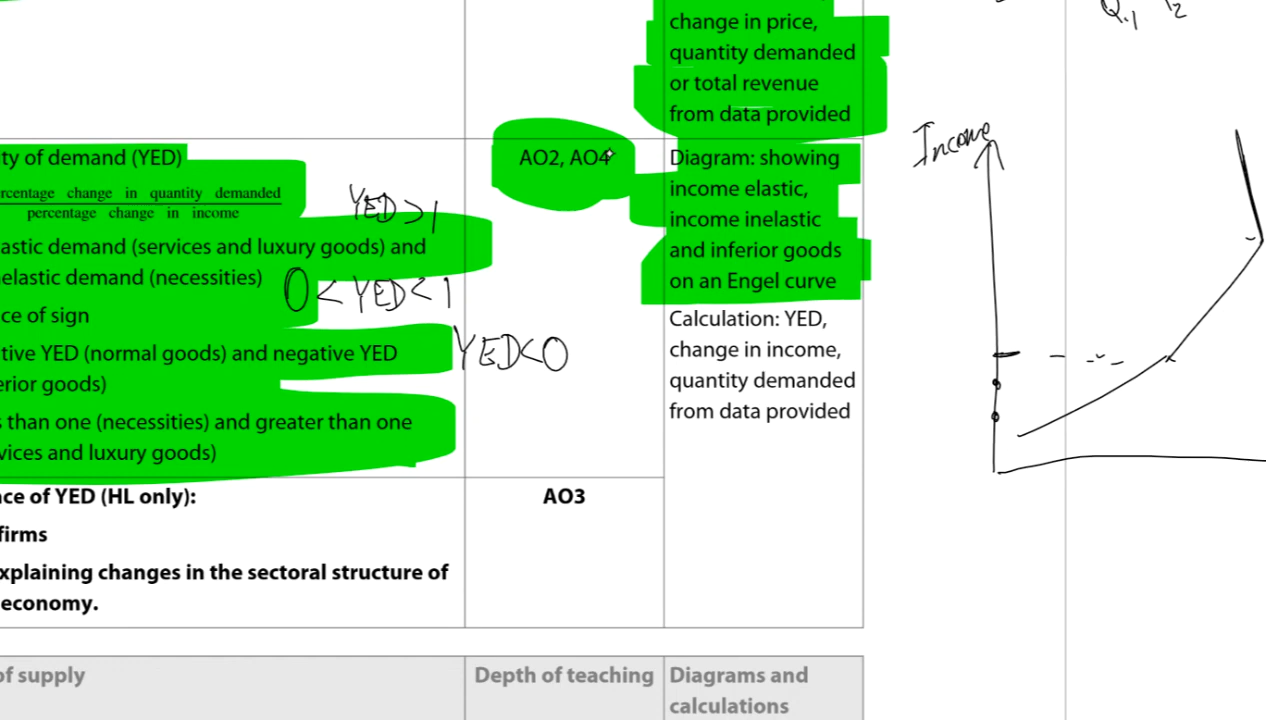 change in price,
quantity demanded
or total revenue
from data provided
ty of demand (YED)
rcentage change in quantity demanded
percentage change in income
YED > 1
astic demand (services and luxury goods) and
elastic demand (necessities)
0 < YED < 1
ce of sign
tive YED (normal goods) and negative YED
erior goods)
YED<0
s than one (necessities) and greater than one
vices and luxury goods)
AO2, AO4
Diagram: showing
income elastic,
income inelastic
and inferior goods
on an Engel curve
Calculation: YED,
change in income,
quantity demanded
from data provided
ce of YED (HL only):
firms
xplaining changes in the sectoral structure of
economy.
AO3
of supply
Depth of teaching
Diagrams and
calculations
Income